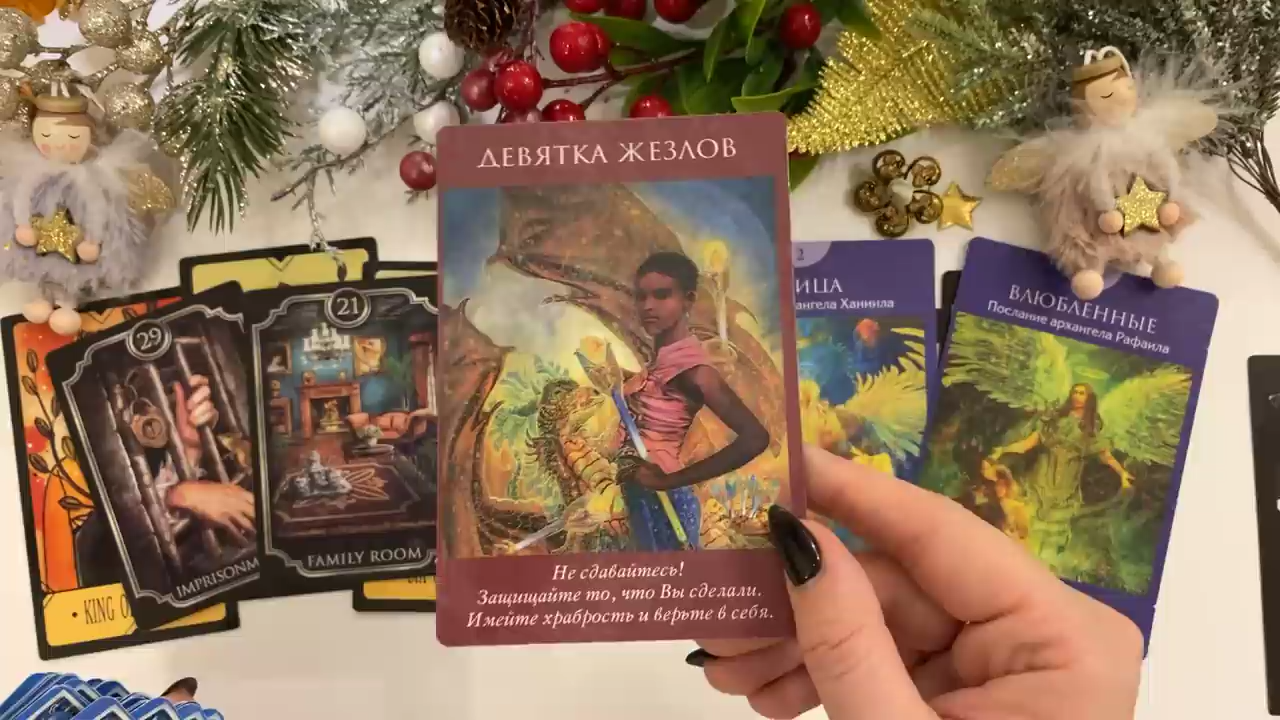 ДЕВЯТКА ЖЕЗЛОВ
Не сдавайтесь!
Защищайте то, что Вы сделали.
Имейте храбрость и верьте в себя.
29
IMPRISONM
21
FAMILY ROOM
KING
2
ИЦА
ангела Ханиила
ВЛЮБЛЕННЫЕ
Послание архангела Рафаила